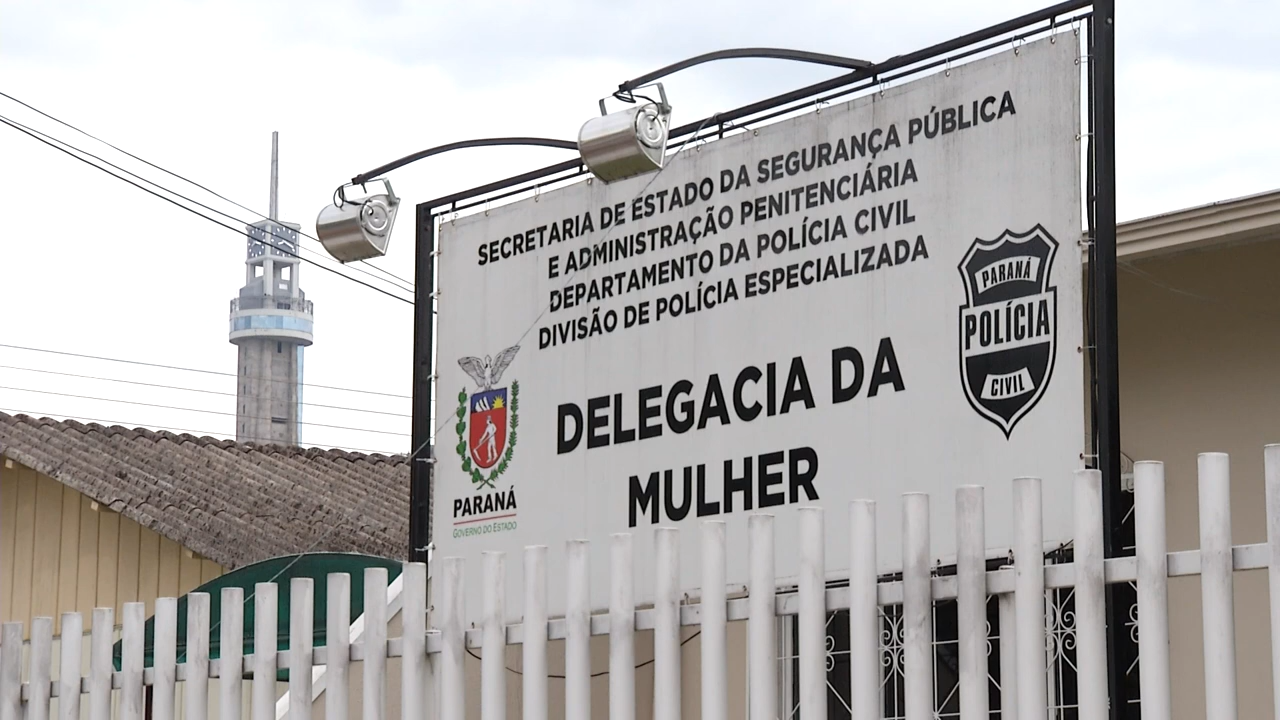 SECRETARIA DE ESTADO DA SEGURANÇA PÚBLICA
E ADMINISTRAÇÃO PENITENCIÁRIA
DEPARTAMENTO DA POLÍCIA CIVIL
DIVISÃO DE POLÍCIA ESPECIALIZADA
DELEGACIA DA
MULHER
PARANÁ
GOVERNO DO ESTADO
PARANÁ
POLÍCIA
CIVIL